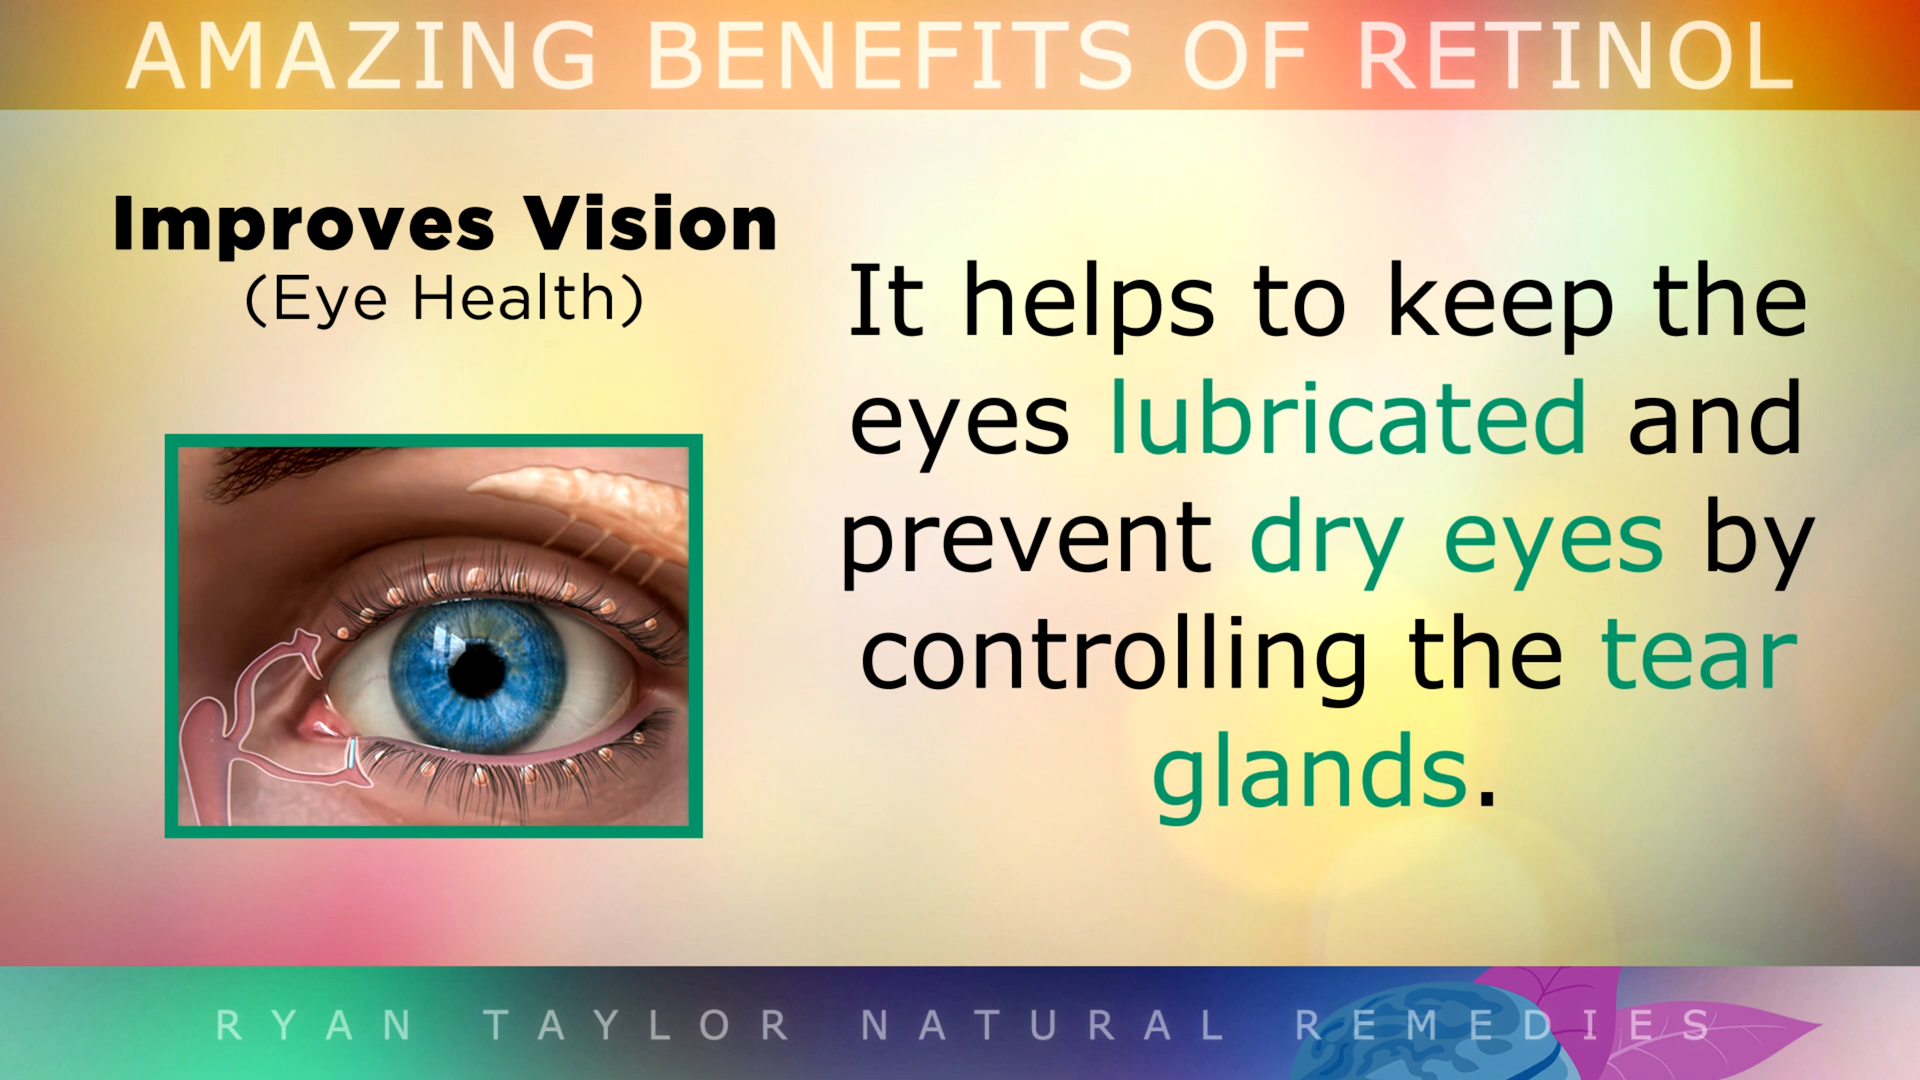 AMAZING BENEFITS OF RETINOL
Improves Vision
(Eye Health)
It helps to keep the
eyes lubricated and
prevent dry eyes by
controlling the tear
glands.
RYAN TAYLOR NATURAL REMEDIES